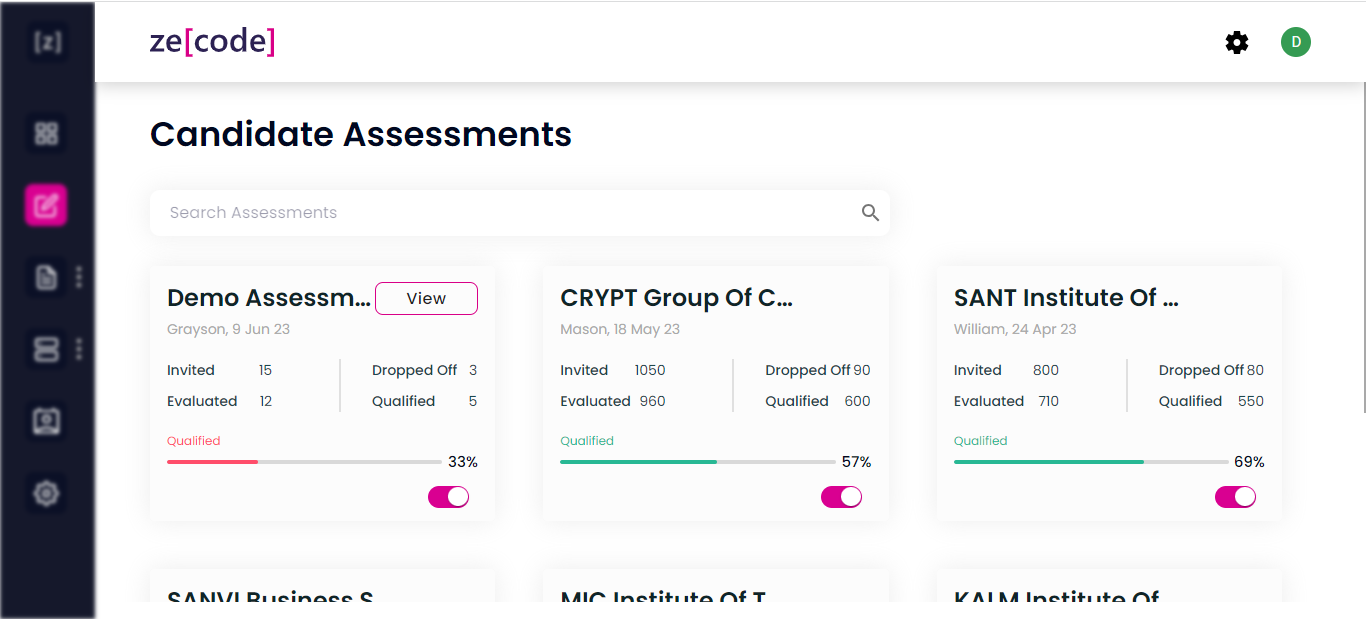 [z]
ze[code]
D
Candidate Assessments
Search Assessments
Demo Assessm... View
Grayson, 9 Jun 23
Invited 15 Dropped Off 3
Evaluated 12 Qualified 5
Qualified
33%
CRYPT Group Of C...
Mason, 18 May 23
Invited 1050 Dropped Off 90
Evaluated 960 Qualified 600
Qualified
57%
SANT Institute Of ...
William, 24 Apr 23
Invited 800 Dropped Off 80
Evaluated 710 Qualified 550
Qualified
69%
SANVI Business S
MIC Institute Of T
KALM Institute Of